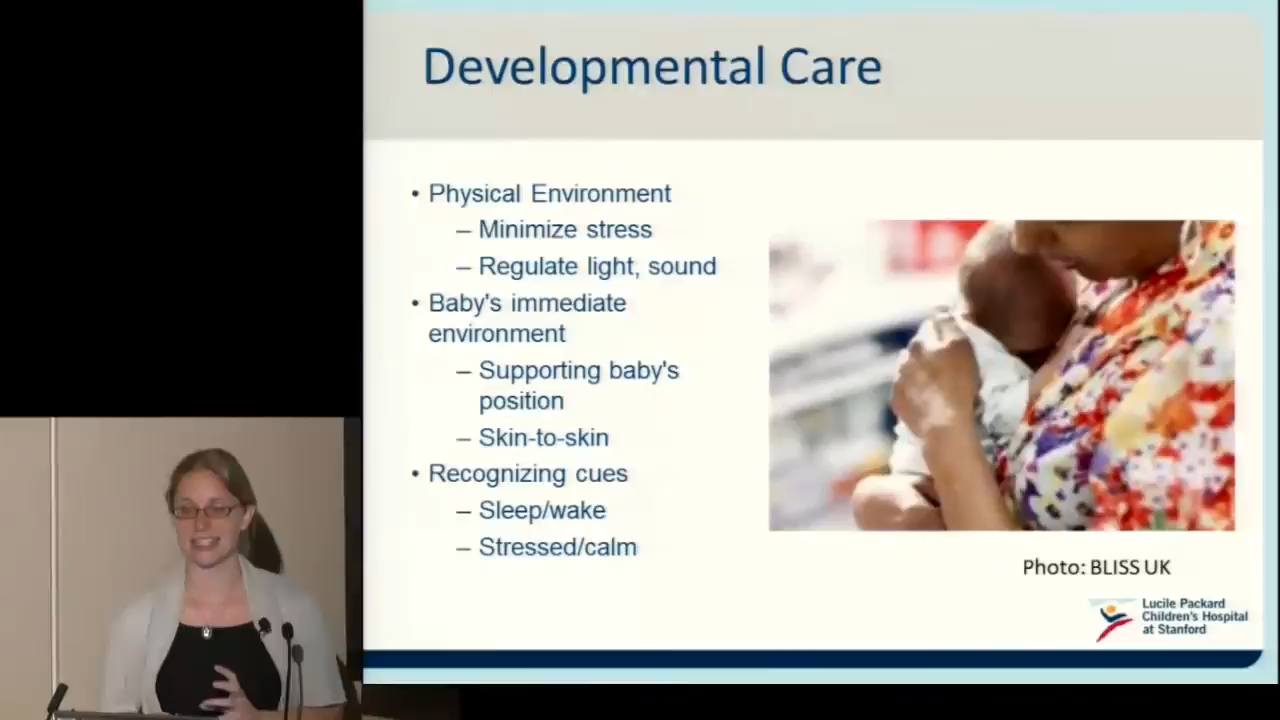 Developmental Care
• Physical Environment
– Minimize stress
– Regulate light, sound
• Baby's immediate
environment
– Supporting baby's
position
– Skin-to-skin
• Recognizing cues
– Sleep/wake
– Stressed/calm
Photo: BLISS UK
Lucile Packard
Children's Hospital
at Stanford